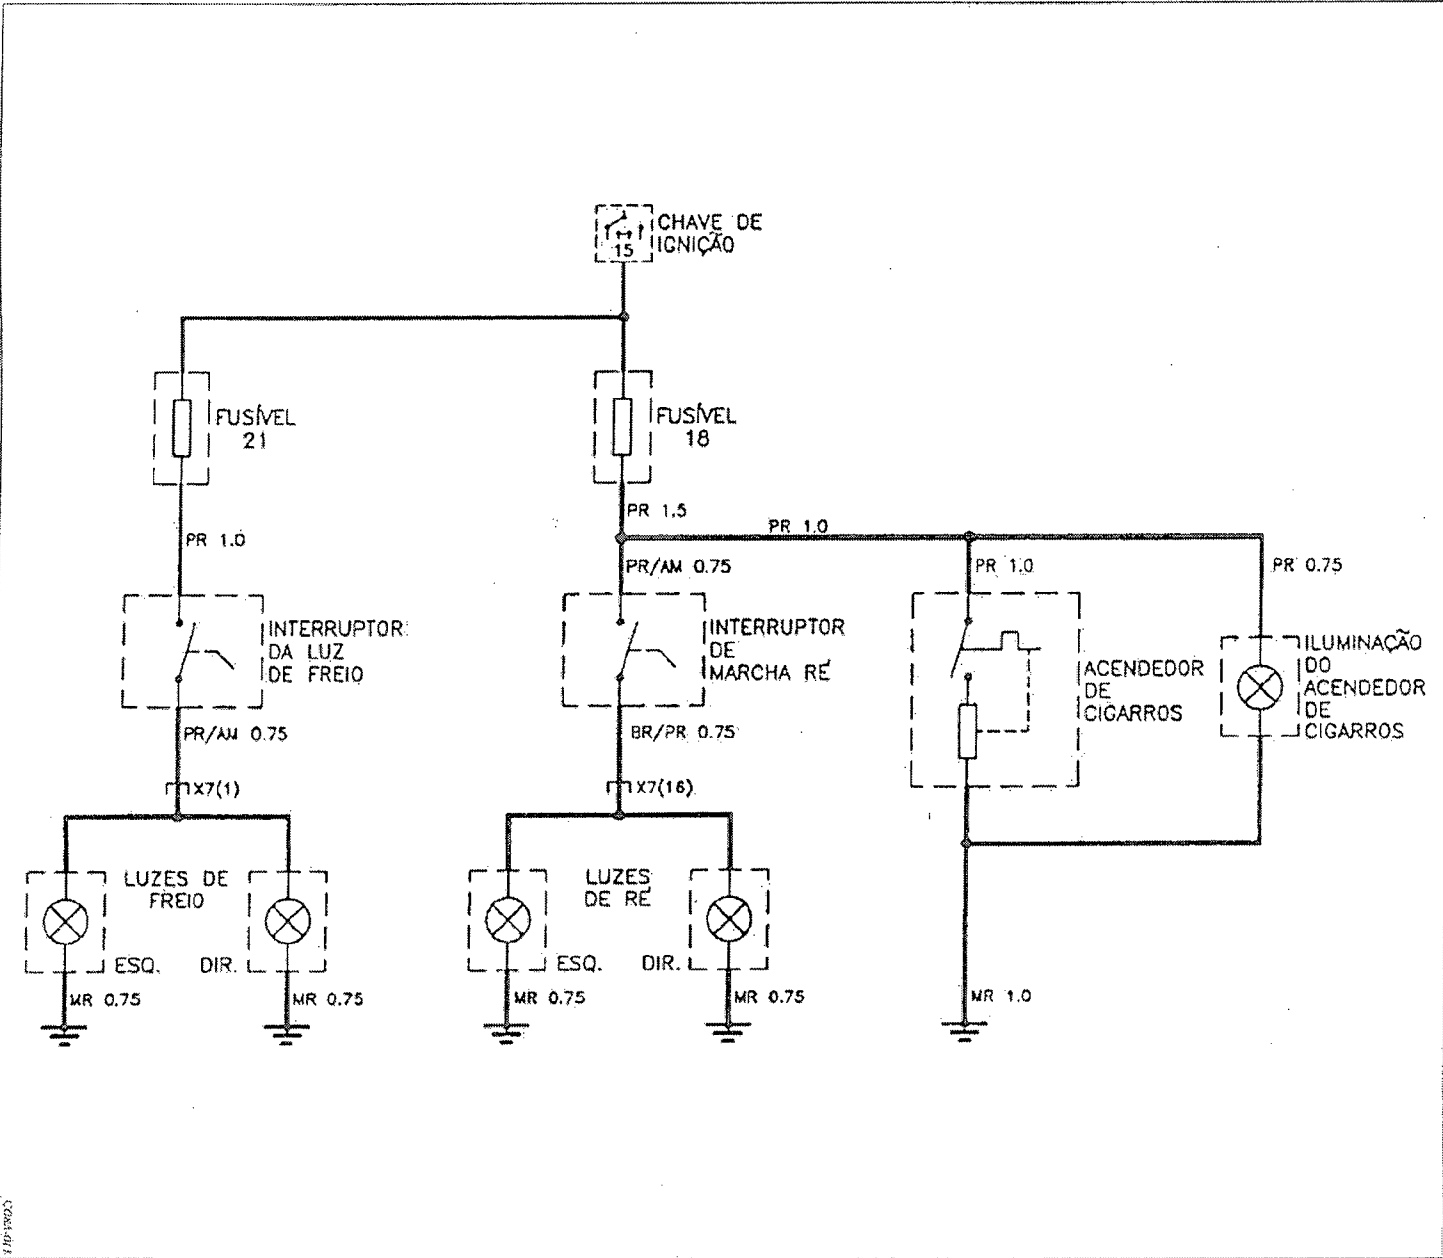 CHAVE DE
IGNIÇÃO
15
FUSÍVEL
21
FUSÍVEL
18
PR 1.5
PR 1.0
PR 1.0
PR/AM 0.75
PR 1.0
PR 0.75
INTERRUPTOR
DA LUZ
DE FREIO
INTERRUPTOR
DE
MARCHA RÉ
ACENDEDOR
DE
CIGARROS
ILUMINAÇÃO
DO
ACENDEDOR
DE
CIGARROS
PR/AM 0.75
BR/PR 0.75
X7(1)
X7(16)
LUZES DE
FREIO
LUZES
DE RÉ
ESQ.
DIR.
ESQ.
DIR.
MR 0.75
MR 0.75
MR 0.75
MR 0.75
MR 1.0